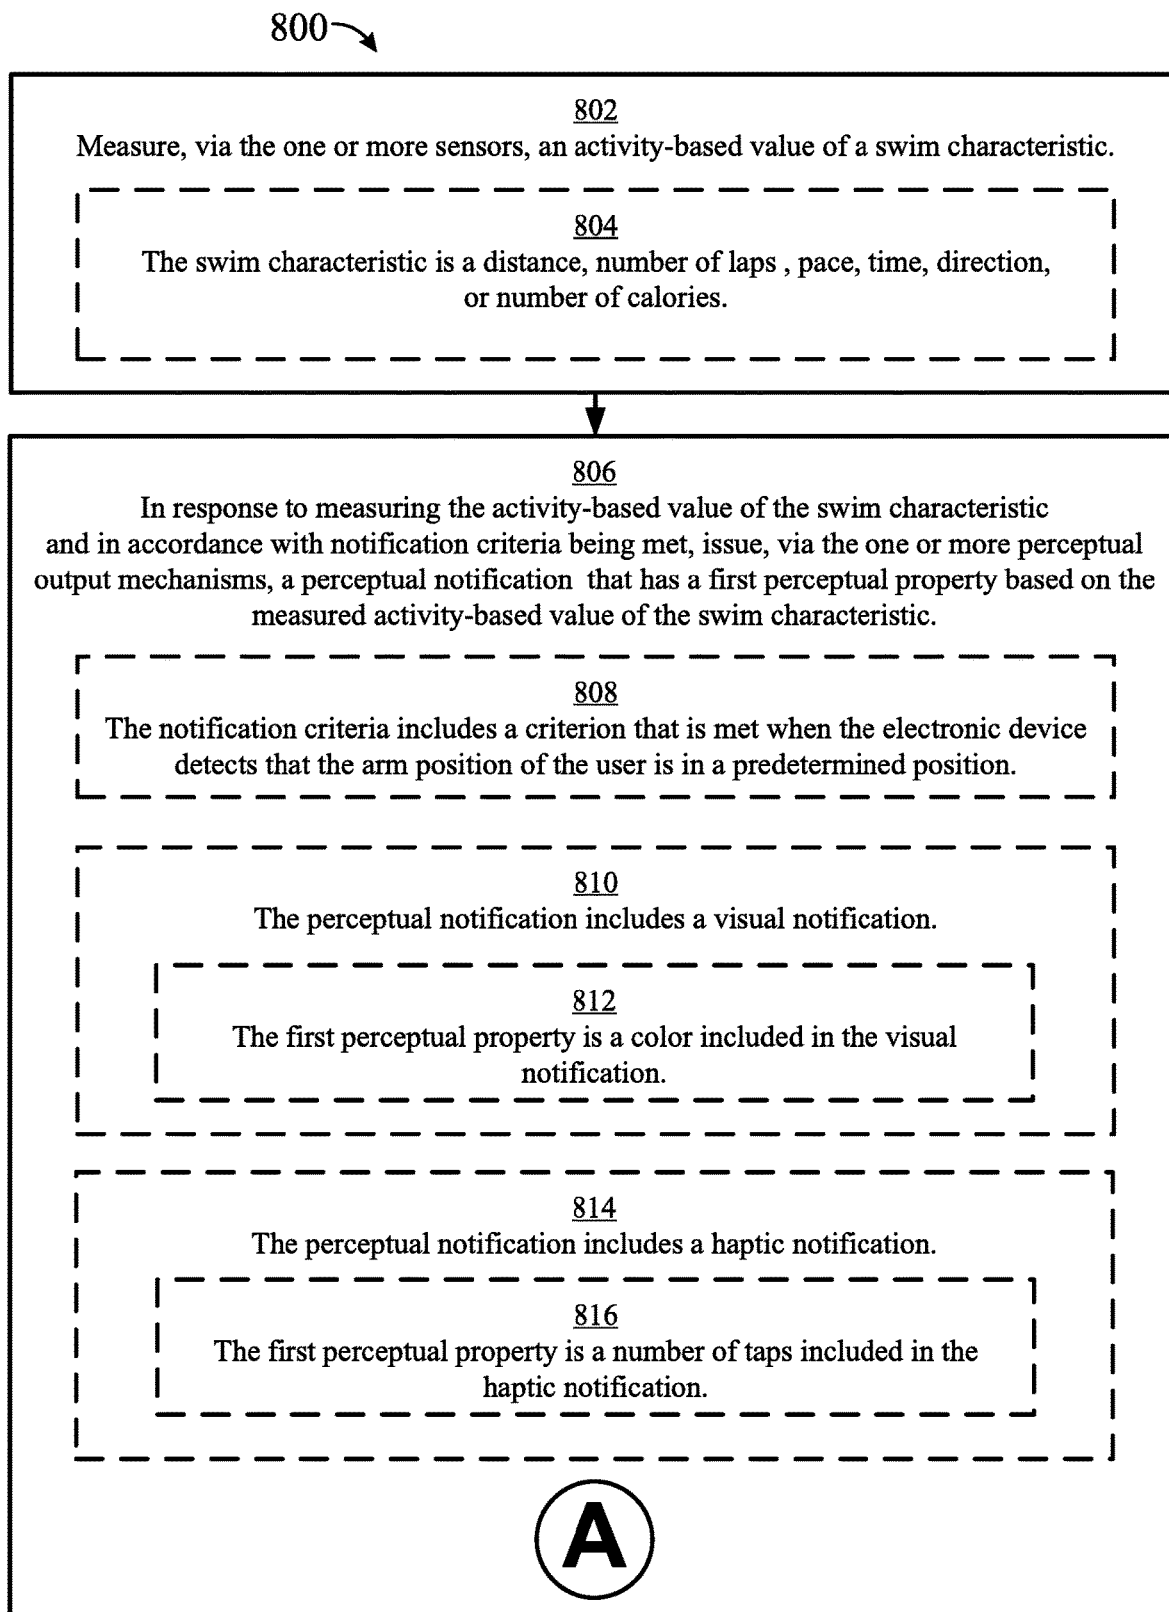 800
802
Measure, via the one or more sensors, an activity-based value of a swim characteristic.
804
The swim characteristic is a distance, number of laps , pace, time, direction,
or number of calories.
806
In response to measuring the activity-based value of the swim characteristic
and in accordance with notification criteria being met, issue, via the one or more perceptual
output mechanisms, a perceptual notification that has a first perceptual property based on the
measured activity-based value of the swim characteristic.
808
The notification criteria includes a criterion that is met when the electronic device
detects that the arm position of the user is in a predetermined position.
810
The perceptual notification includes a visual notification.
812
The first perceptual property is a color included in the visual
notification.
814
The perceptual notification includes a haptic notification.
816
The first perceptual property is a number of taps included in the
haptic notification.
A